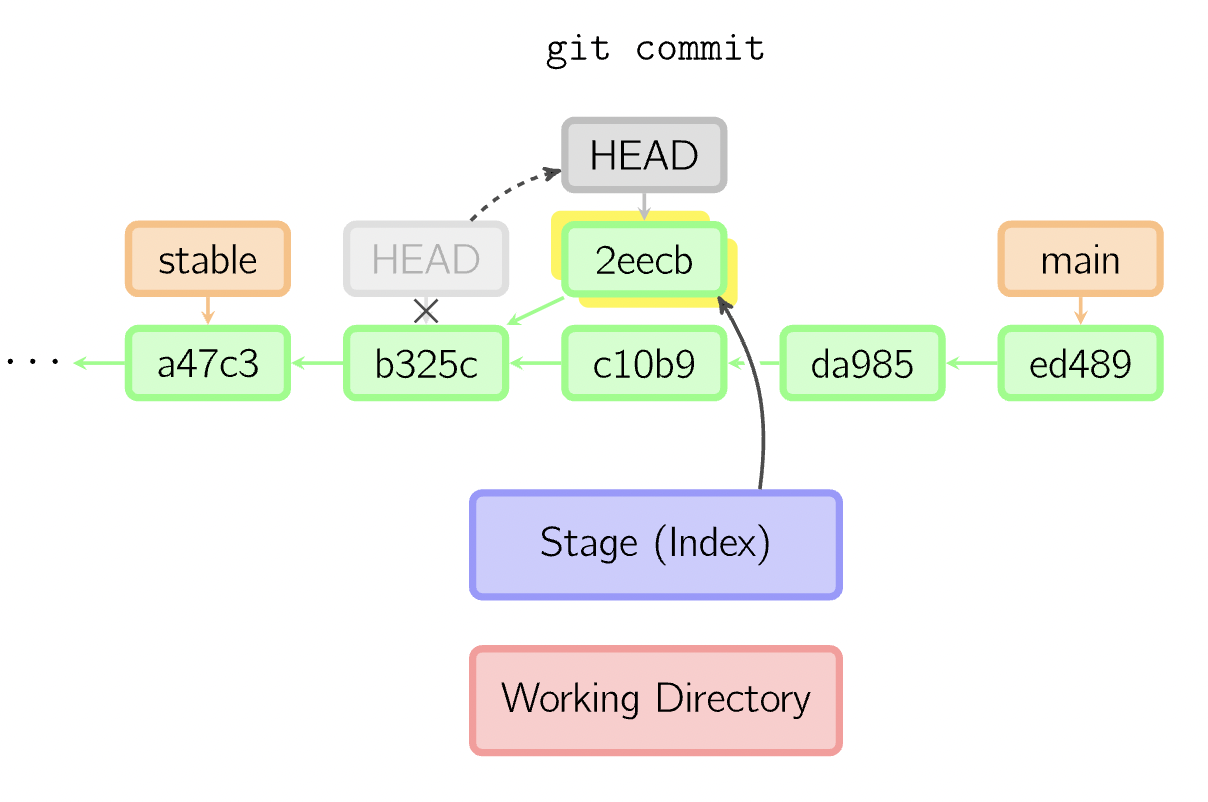 git commit
HEAD
stable
HEAD
2eecb
main
...
a47c3
b325c
c10b9
da985
ed489
Stage (Index)
Working Directory